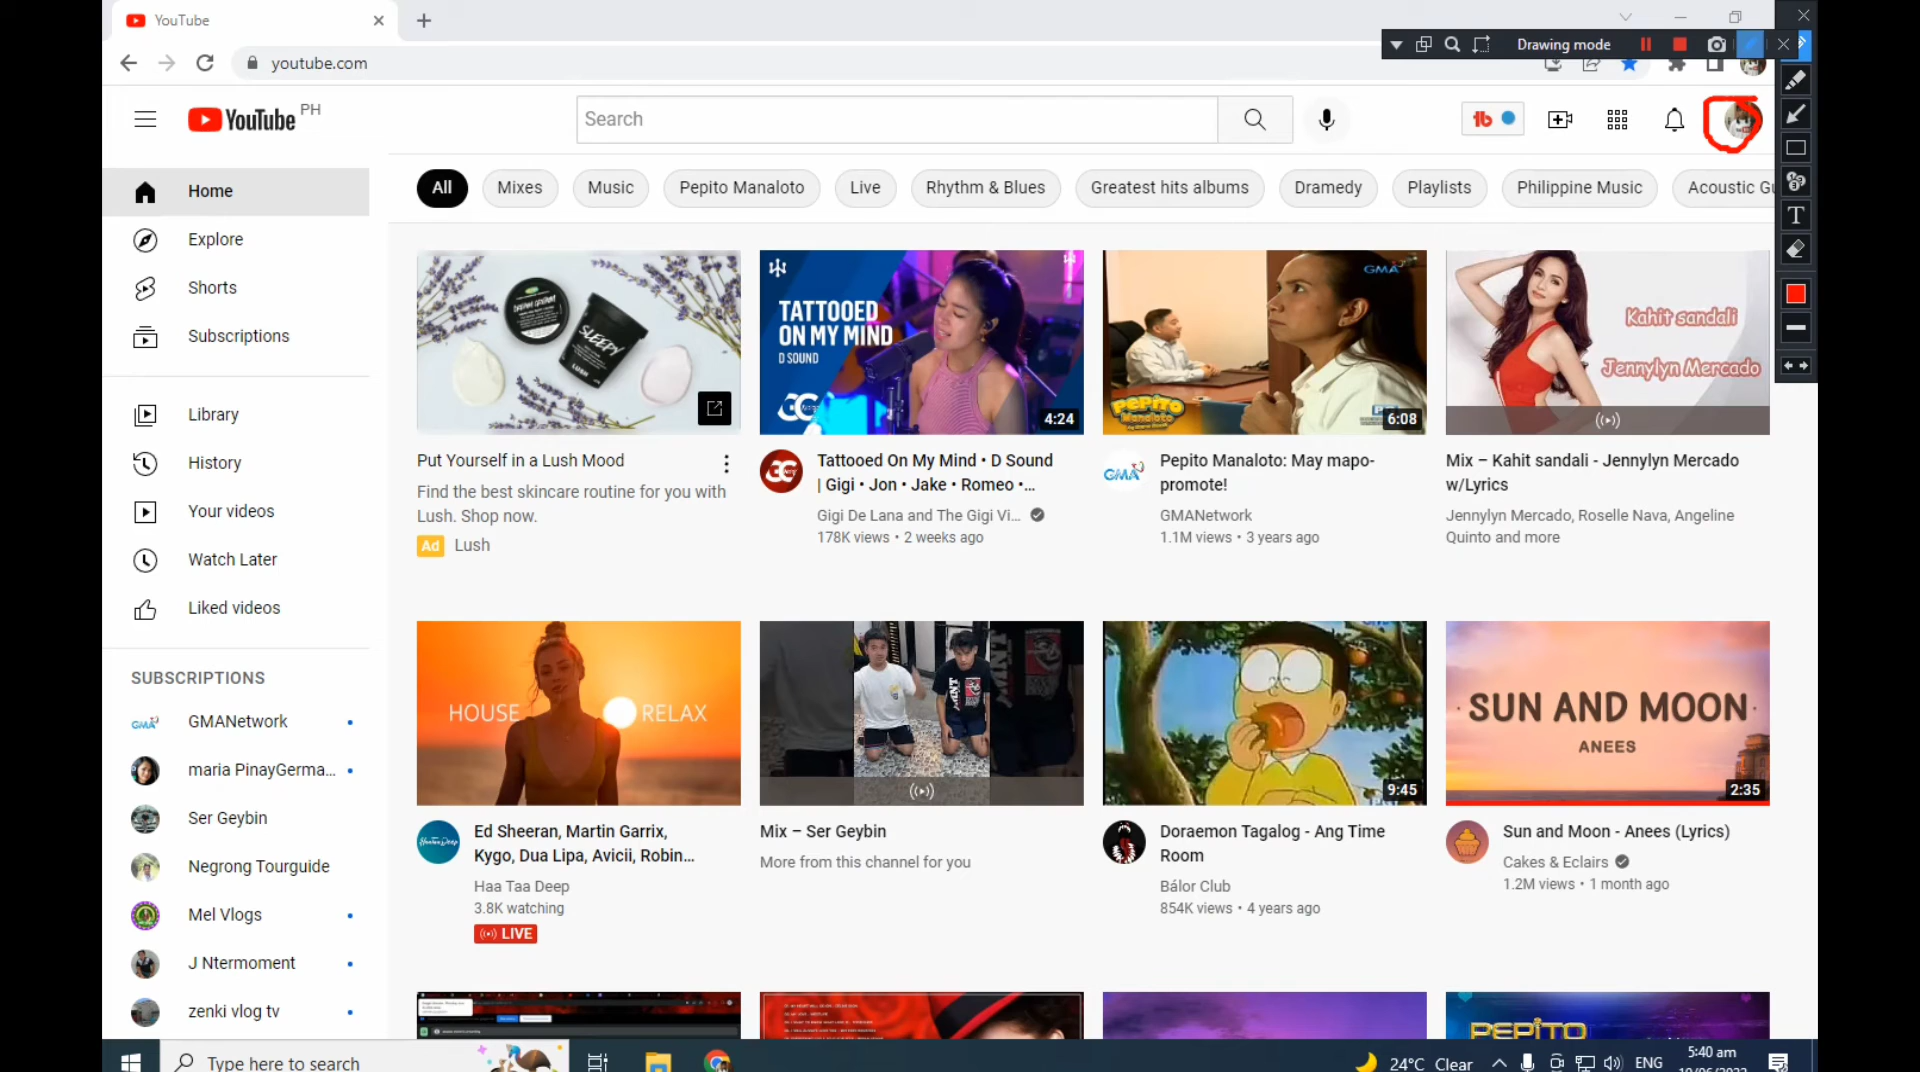 YouTube
youtube.com
Drawing mode
YouTube PH
Search
Home
Explore
Shorts
Subscriptions
Library
History
Your videos
Watch Later
Liked videos
SUBSCRIPTIONS
GMANetwork
maria PinayGerma...
Ser Geybin
Negrong Tourguide
Mel Vlogs
J Ntermoment
zenki vlog tv
All Mixes Music Pepito Manaloto Live Rhythm & Blues Greatest hits albums Dramedy Playlists Philippine Music Acoustic Gu
SLEEPY
LUSH
Put Yourself in a Lush Mood
Find the best skincare routine for you with
Lush. Shop now.
Ad Lush
TATTOOED
ON MY MIND
D SOUND
4:24
Tattooed On My Mind • D Sound
| Gigi • Jon • Jake • Romeo •...
Gigi De Lana and The Gigi Vi...
178K views • 2 weeks ago
GMA
PEPITO
Manaloto
6:08
Pepito Manaloto: May mapo-
promote!
GMANetwork
1.1M views • 3 years ago
Kahit sandali
Jennylyn Mercado
Mix – Kahit sandali - Jennylyn Mercado
w/Lyrics
Jennylyn Mercado, Roselle Nava, Angeline
Quinto and more
HOUSE RELAX
Ed Sheeran, Martin Garrix,
Kygo, Dua Lipa, Avicii, Robin...
Haa Taa Deep
3.8K watching
LIVE
Mix – Ser Geybin
More from this channel for you
9:45
Doraemon Tagalog - Ang Time
Room
Bálor Club
854K views • 4 years ago
SUN AND MOON
ANEES
2:35
Sun and Moon - Anees (Lyrics)
Cakes & Eclairs
1.2M views • 1 month ago
PEPITO
Type here to search
24°C Clear
ENG
5:40 am